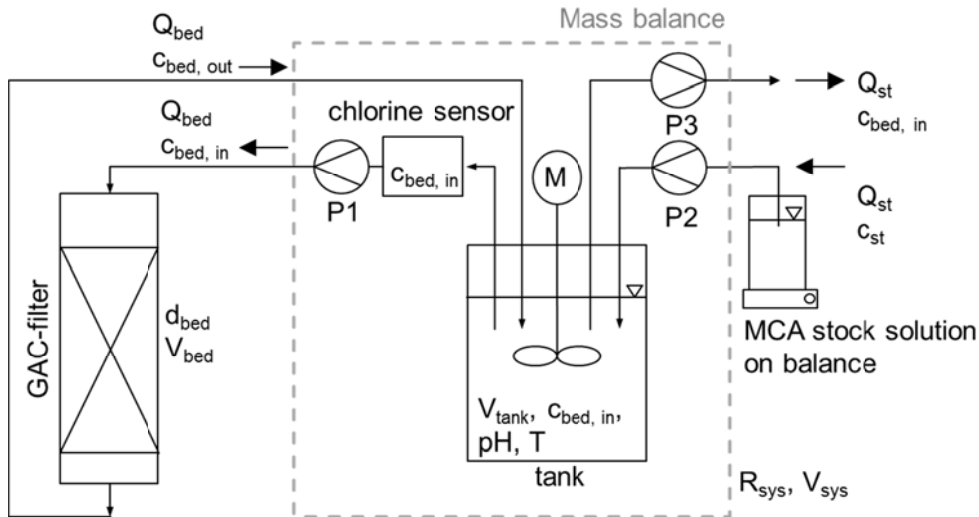 Mass balance
Q_bed
c_bed, out
Q_bed
c_bed, in
chlorine sensor
c_bed, in
P1
M
P3
P2
Q_st
c_bed, in
Q_st
c_st
GAC-filter
d_bed
V_bed
MCA stock solution
on balance
V_tank, c_bed, in,
pH, T
tank
R_sys, V_sys